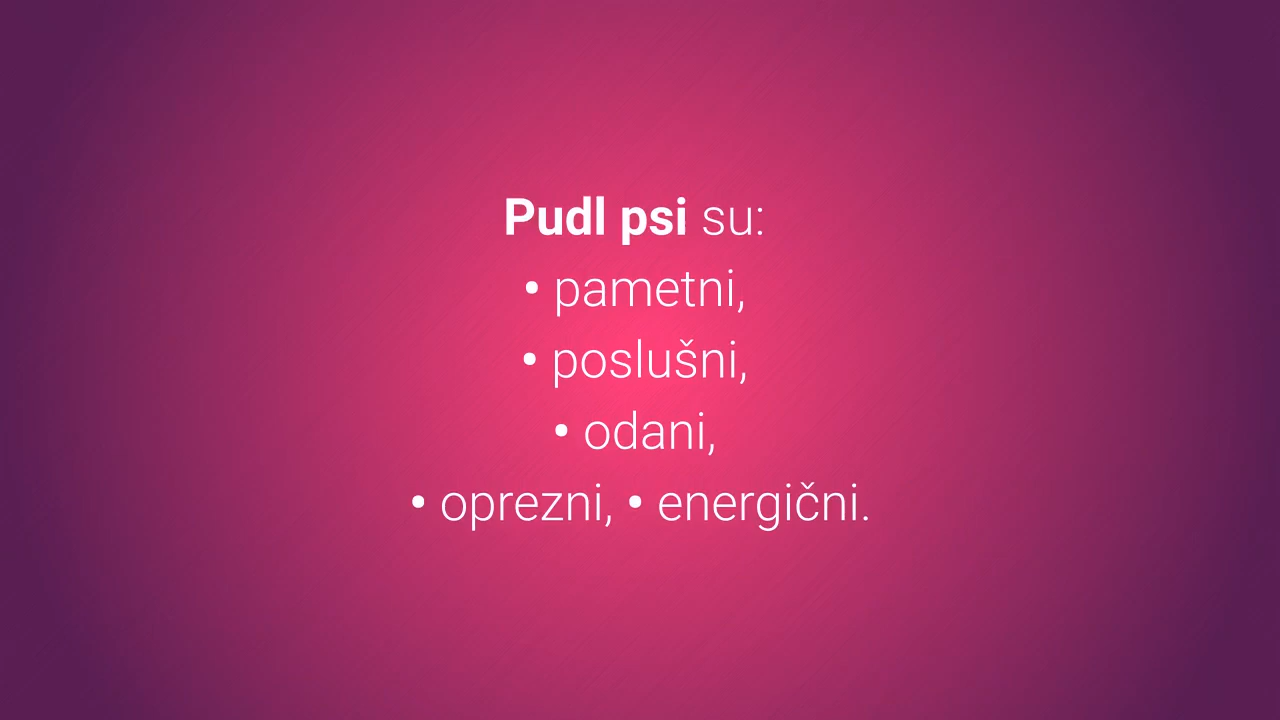 Pudl psi su:
• pametni,
• poslušni,
• odani,
• oprezni, • energični.